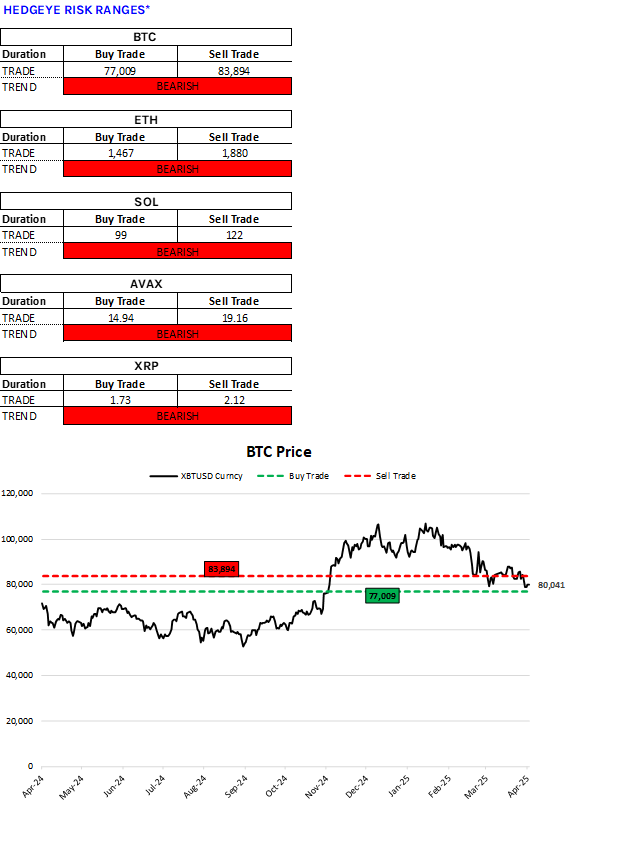 HEDGEYE RISK RANGES*
BTC
Duration Buy Trade Sell Trade
TRADE 77,009 83,894
TREND BEARISH
ETH
Duration Buy Trade Sell Trade
TRADE 1,467 1,880
TREND BEARISH
SOL
Duration Buy Trade Sell Trade
TRADE 99 122
TREND BEARISH
AVAX
Duration Buy Trade Sell Trade
TRADE 14.94 19.16
TREND BEARISH
XRP
Duration Buy Trade Sell Trade
TRADE 1.73 2.12
TREND BEARISH
BTC Price
XBTUSD Curncy Buy Trade Sell Trade
120,000
100,000
83,894
80,000
80,041
77,009
60,000
40,000
20,000
0
Apr-24 May-24 Jun-24 Jul-24 Aug-24 Sep-24 Oct-24 Nov-24 Dec-24 Jan-25 Feb-25 Mar-25 Apr-25